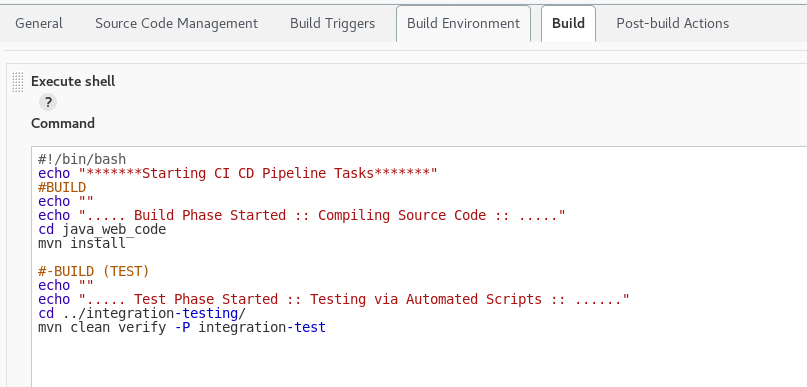 General Source Code Management Build Triggers Build Environment Build Post-build Actions
Execute shell
?
Command
#!/bin/bash
echo "*******Starting CI CD Pipeline Tasks*******"
#BUILD
echo ""
echo "..... Build Phase Started :: Compiling Source Code :: ....."
cd java_web_code
mvn install
#-BUILD (TEST)
echo ""
echo "..... Test Phase Started :: Testing via Automated Scripts :: ......"
cd ../integration-testing/
mvn clean verify -P integration-test